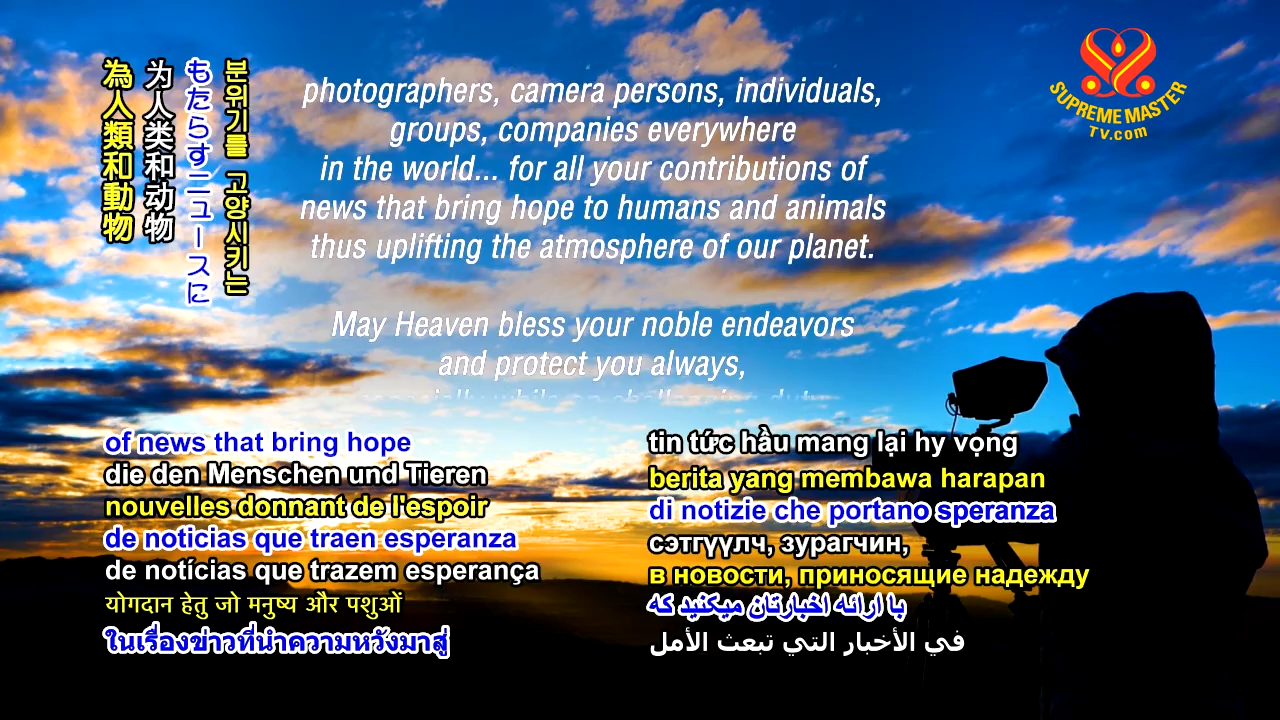 為人類和動物
为人类和动物
もたらすニュースに
분위기를 고양시키는
photographers, camera persons, individuals,
groups, companies everywhere
in the world... for all your contributions of
news that bring hope to humans and animals
thus uplifting the atmosphere of our planet.
May Heaven bless your noble endeavors
and protect you always,
SUPREME MASTER
TV.com
of news that bring hope
die den Menschen und Tieren
nouvelles donnant de l'espoir
de noticias que traen esperanza
de notícias que trazem esperança
योगदान हेतु जो मनुष्य और पशुओं
ในเรื่องข่าวที่นำความหวังมาสู่
tin tức hầu mang lại hy vọng
berita yang membawa harapan
di notizie che portano speranza
сэтгүүлч, зурагчин,
в новости, приносящие надежду
با ارائه اخبارتان میکنید که
في الأخبار التي تبعث الأمل